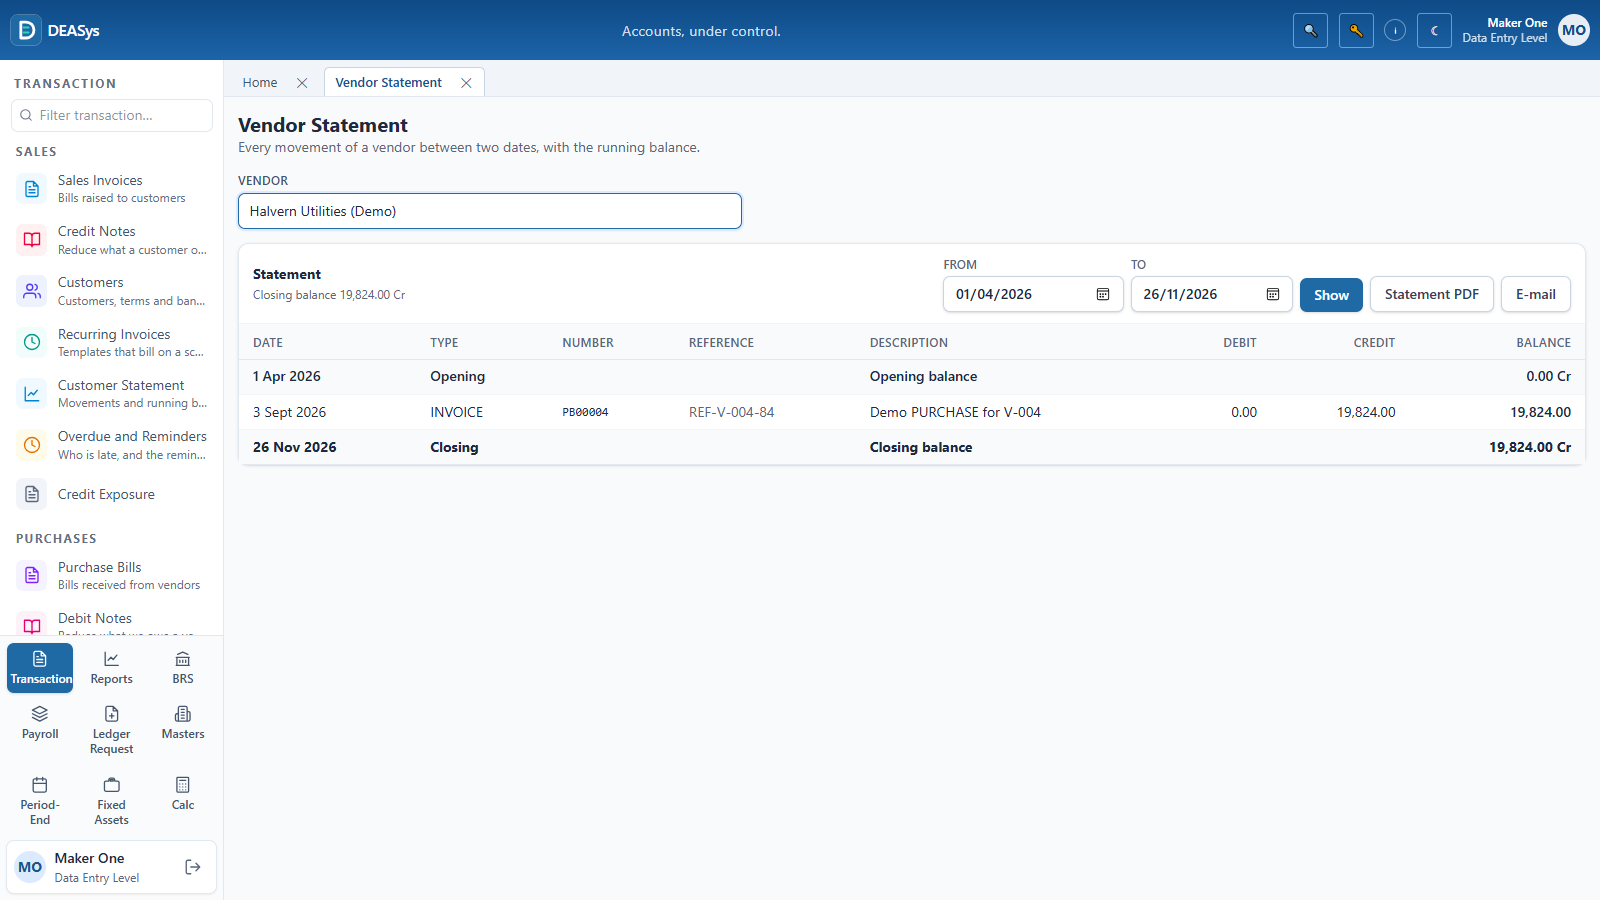 DEASys
Accounts, under control.
Maker One
Data Entry Level
MO
TRANSACTION
Filter transaction...
SALES
Sales Invoices
Bills raised to customers
Credit Notes
Reduce what a customer o...
Customers
Customers, terms and ban...
Recurring Invoices
Templates that bill on a sc...
Customer Statement
Movements and running b...
Overdue and Reminders
Who is late, and the remin...
Credit Exposure
PURCHASES
Purchase Bills
Bills received from vendors
Debit Notes
Transaction
Reports
BRS
Payroll
Ledger Request
Masters
Period-End
Fixed Assets
Calc
MO
Maker One
Data Entry Level
Home
Vendor Statement
Vendor Statement
Every movement of a vendor between two dates, with the running balance.
VENDOR
Halvern Utilities (Demo)
Statement
Closing balance 19,824.00 Cr
FROM
01/04/2026
TO
26/11/2026
Show
Statement PDF
E-mail
DATE TYPE NUMBER REFERENCE DESCRIPTION DEBIT CREDIT BALANCE
1 Apr 2026 Opening Opening balance 0.00 Cr
3 Sept 2026 INVOICE PB00004 REF-V-004-84 Demo PURCHASE for V-004 0.00 19,824.00 19,824.00
26 Nov 2026 Closing Closing balance 19,824.00 Cr